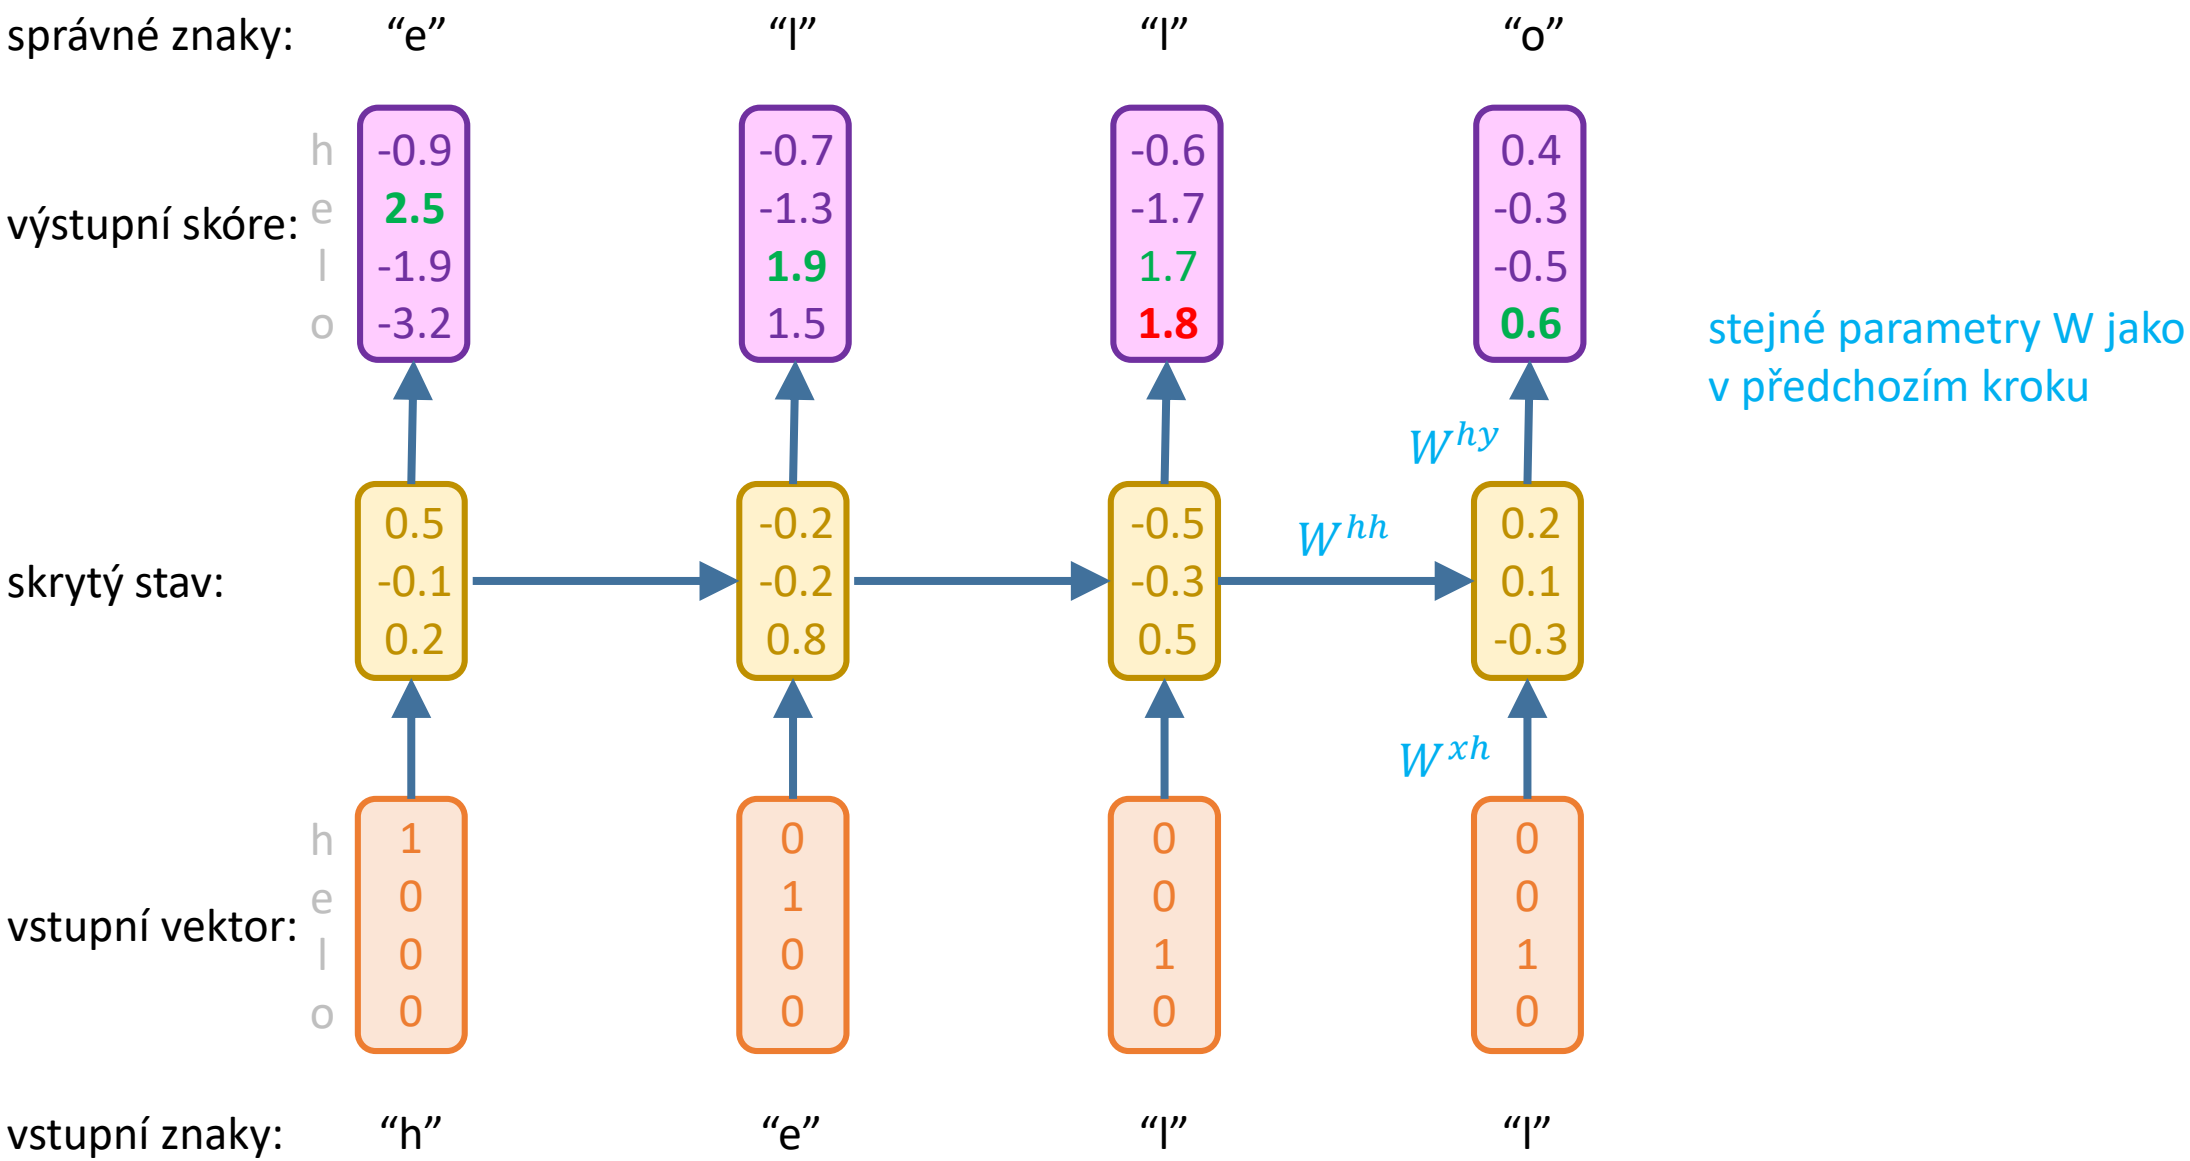 správné znaky: “e” “l” “l” “o”
h -0.9 -0.7 -0.6 0.4
e 2.5 -1.3 -1.7 -0.3
výstupní skóre:
l -1.9 1.9 1.7 -0.5
o -3.2 1.5 1.8 0.6
stejné parametry W jako
v předchozím kroku
W^{hy}
0.5 -0.2 -0.5 0.2
W^{hh}
skrytý stav: -0.1 -0.2 -0.3 0.1
0.2 0.8 0.5 -0.3
W^{xh}
h 1 0 0 0
e 0 1 0 0
vstupní vektor:
l 0 0 1 1
o 0 0 0 0
vstupní znaky: “h” “e” “l” “l”